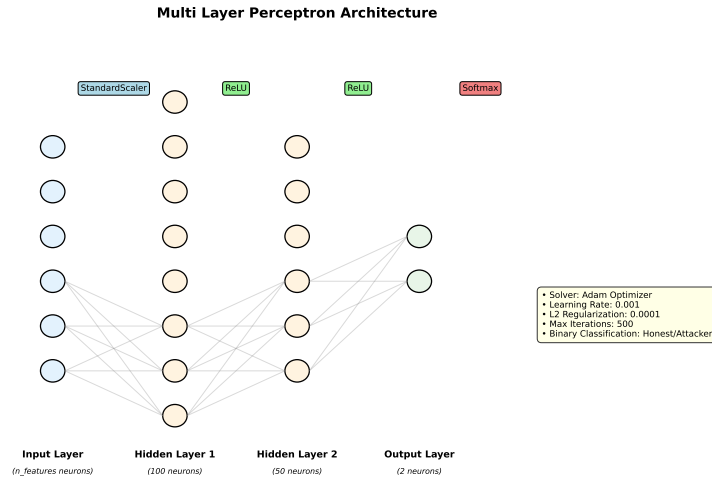 Multi Layer Perceptron Architecture
StandardScaler
ReLU
ReLU
Softmax
• Solver: Adam Optimizer
• Learning Rate: 0.001
• L2 Regularization: 0.0001
• Max Iterations: 500
• Binary Classification: Honest/Attacker
Input Layer
Hidden Layer 1
Hidden Layer 2
Output Layer
(n_features neurons)
(100 neurons)
(50 neurons)
(2 neurons)